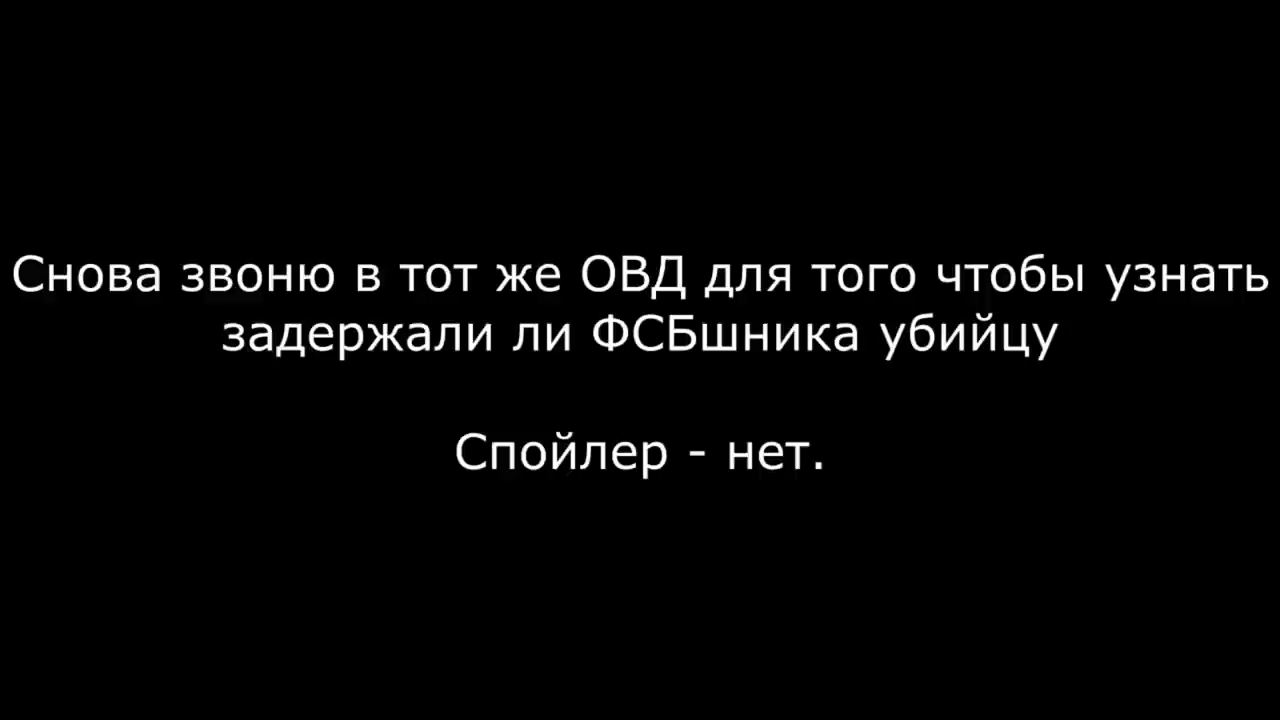 Снова звоню в тот же ОВД для того чтобы узнать
задержали ли ФСБшника убийцу
Спойлер - нет.